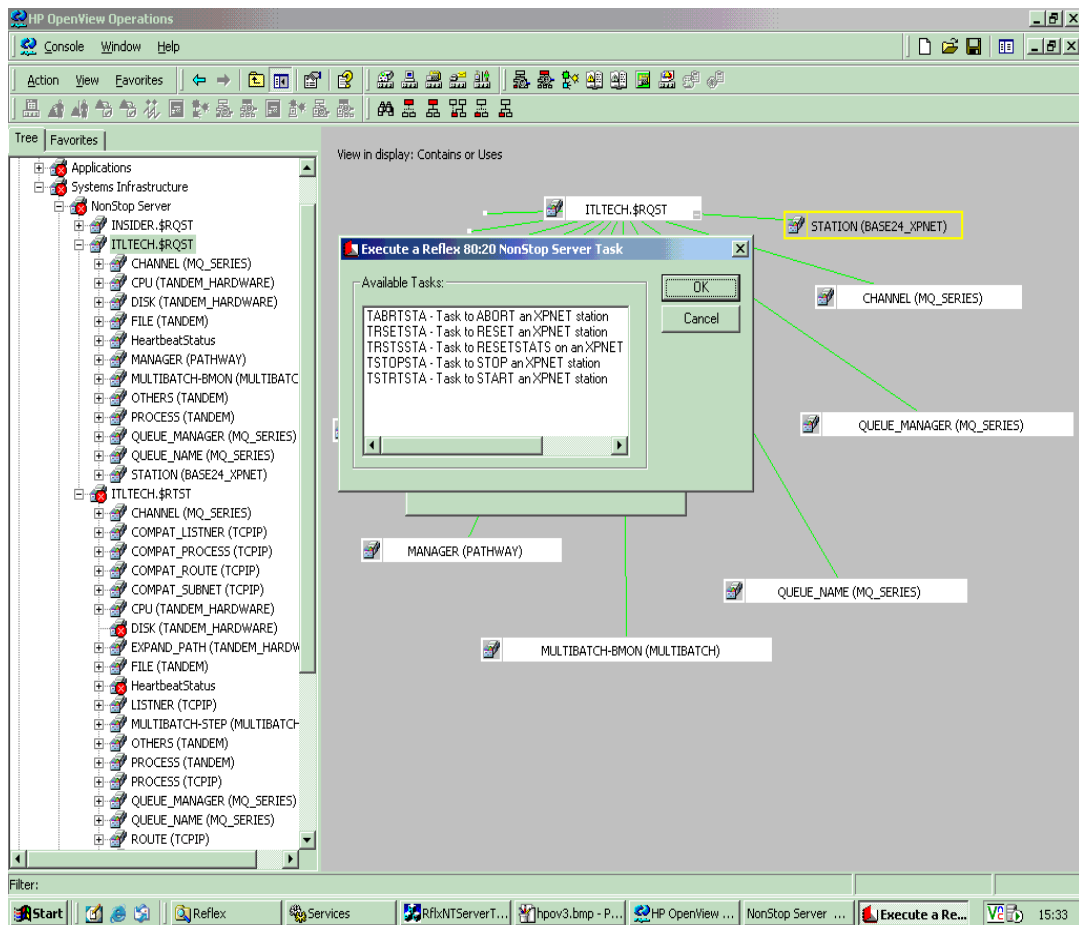 HP OpenView Operations
Console Window Help
Action View Favorites
Tree Favorites
Applications
Systems Infrastructure
NonStop Server
INSIDER.$RQST
ITLTECH.$RQST
CHANNEL (MQ_SERIES)
CPU (TANDEM_HARDWARE)
DISK (TANDEM_HARDWARE)
FILE (TANDEM)
HeartbeatStatus
MANAGER (PATHWAY)
MULTIBATCH-BMON (MULTIBATC
OTHERS (TANDEM)
PROCESS (TANDEM)
QUEUE_MANAGER (MQ_SERIES)
QUEUE_NAME (MQ_SERIES)
STATION (BASE24_XPNET)
ITLTECH.$RTST
CHANNEL (MQ_SERIES)
COMPAT_LISTNER (TCPIP)
COMPAT_PROCESS (TCPIP)
COMPAT_ROUTE (TCPIP)
COMPAT_SUBNET (TCPIP)
CPU (TANDEM_HARDWARE)
DISK (TANDEM_HARDWARE)
EXPAND_PATH (TANDEM_HARDW
FILE (TANDEM)
HeartbeatStatus
LISTNER (TCPIP)
MULTIBATCH-STEP (MULTIBATCH
OTHERS (TANDEM)
PROCESS (TANDEM)
PROCESS (TCPIP)
QUEUE_MANAGER (MQ_SERIES)
QUEUE_NAME (MQ_SERIES)
ROUTE (TCPIP)
View in display: Contains or Uses
ITLTECH.$RQST
STATION (BASE24_XPNET)
CHANNEL (MQ_SERIES)
QUEUE_MANAGER (MQ_SERIES)
QUEUE_NAME (MQ_SERIES)
MANAGER (PATHWAY)
MULTIBATCH-BMON (MULTIBATCH)
Execute a Reflex 80:20 NonStop Server Task
Available Tasks:
TABRTSTA - Task to ABORT an XPNET station
TRSETSTA - Task to RESET an XPNET station
TRSTSSTA - Task to RESETSTATS on an XPNET
TSTOPSTA - Task to STOP an XPNET station
TSTRTSTA - Task to START an XPNET station
OK
Cancel
Filter:
Start
Reflex
Services
RflxNTServerT...
hpov3.bmp - P...
HP OpenView ...
NonStop Server ...
Execute a Re...
15:33